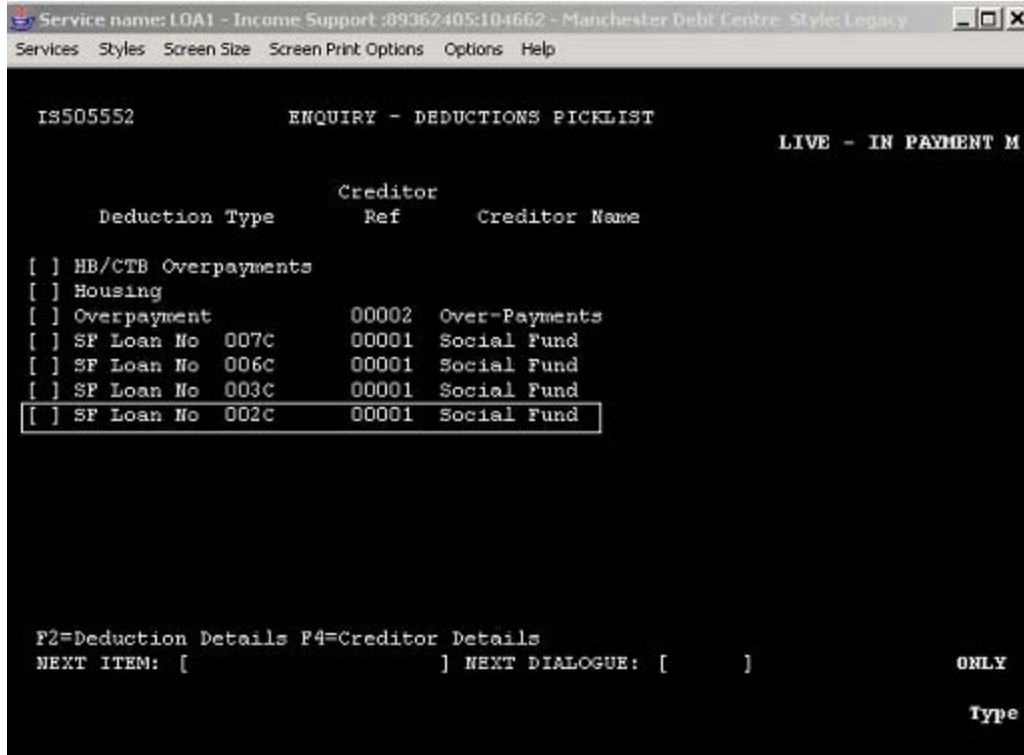 Service name: LOA1 - Income Support :89362405:104662 - Manchester Debt Centre Style: Legacy
Services Styles Screen Size Screen Print Options Options Help
IS505552 ENQUIRY - DEDUCTIONS PICKLIST
LIVE - IN PAYMENT M
Creditor
Deduction Type Ref Creditor Name
[ ] HB/CTB Overpayments
[ ] Housing
[ ] Overpayment 00002 Over-Payments
[ ] SF Loan No 007C 00001 Social Fund
[ ] SF Loan No 006C 00001 Social Fund
[ ] SF Loan No 003C 00001 Social Fund
[ ] SF Loan No 002C 00001 Social Fund
F2=Deduction Details F4=Creditor Details
NEXT ITEM: [ ] NEXT DIALOGUE: [ ] ONLY
Type